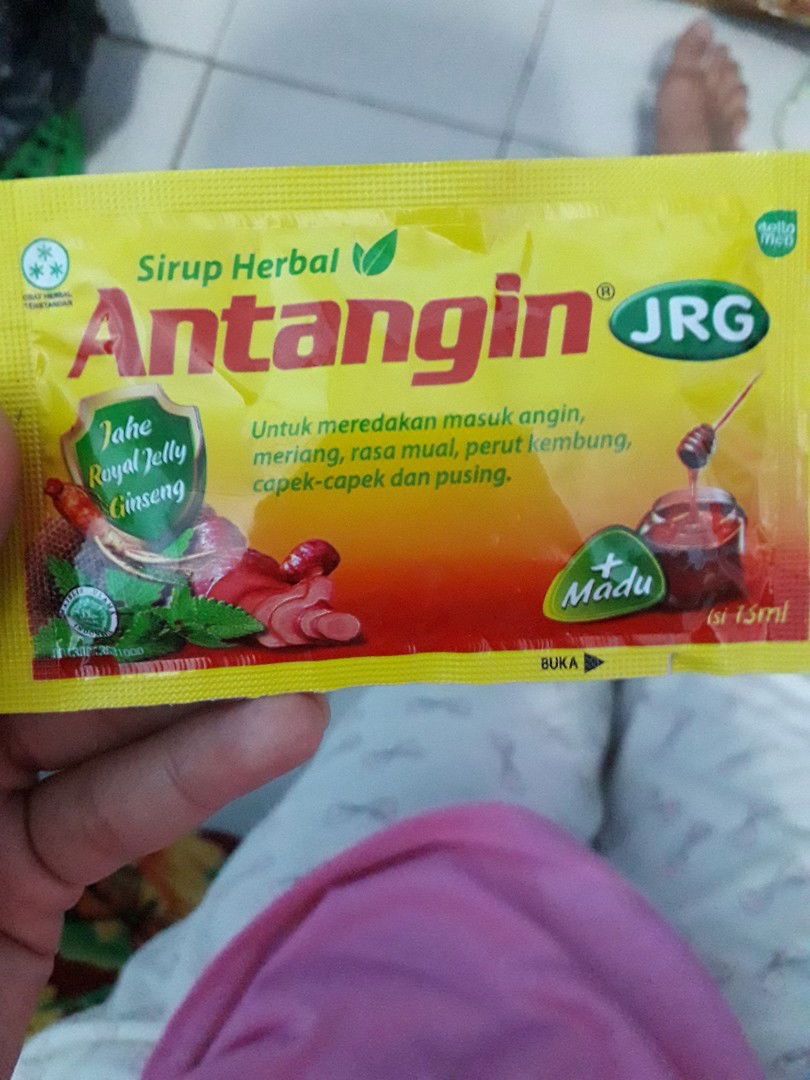 Sirup Herbal
Antangin® JRG
Jahe
Royal Jelly
Ginseng
Untuk meredakan masuk angin,
meriang, rasa mual, perut kembung,
capek-capek dan pusing.
+
Madu
Isi 15ml
BUKA